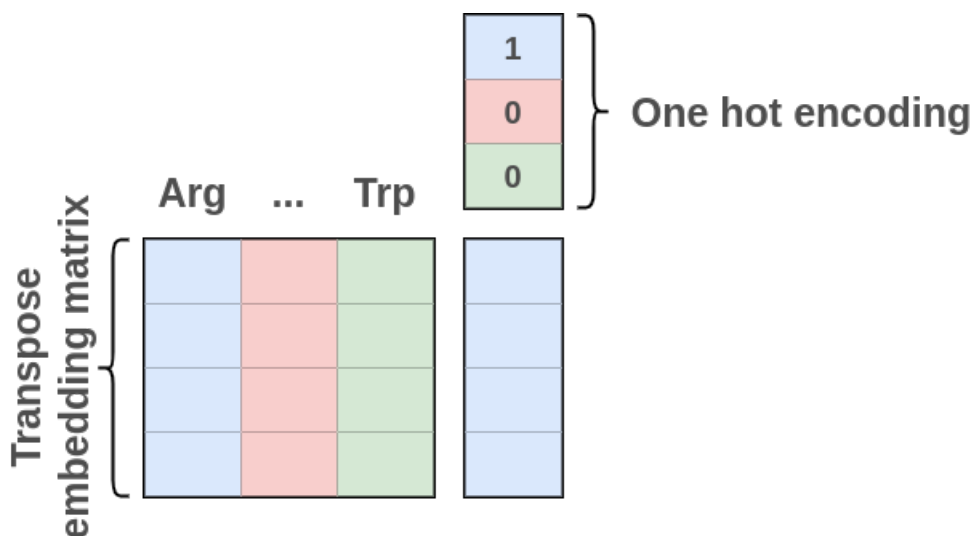 1
0
One hot encoding
0
Arg ... Trp
Transpose
embedding matrix